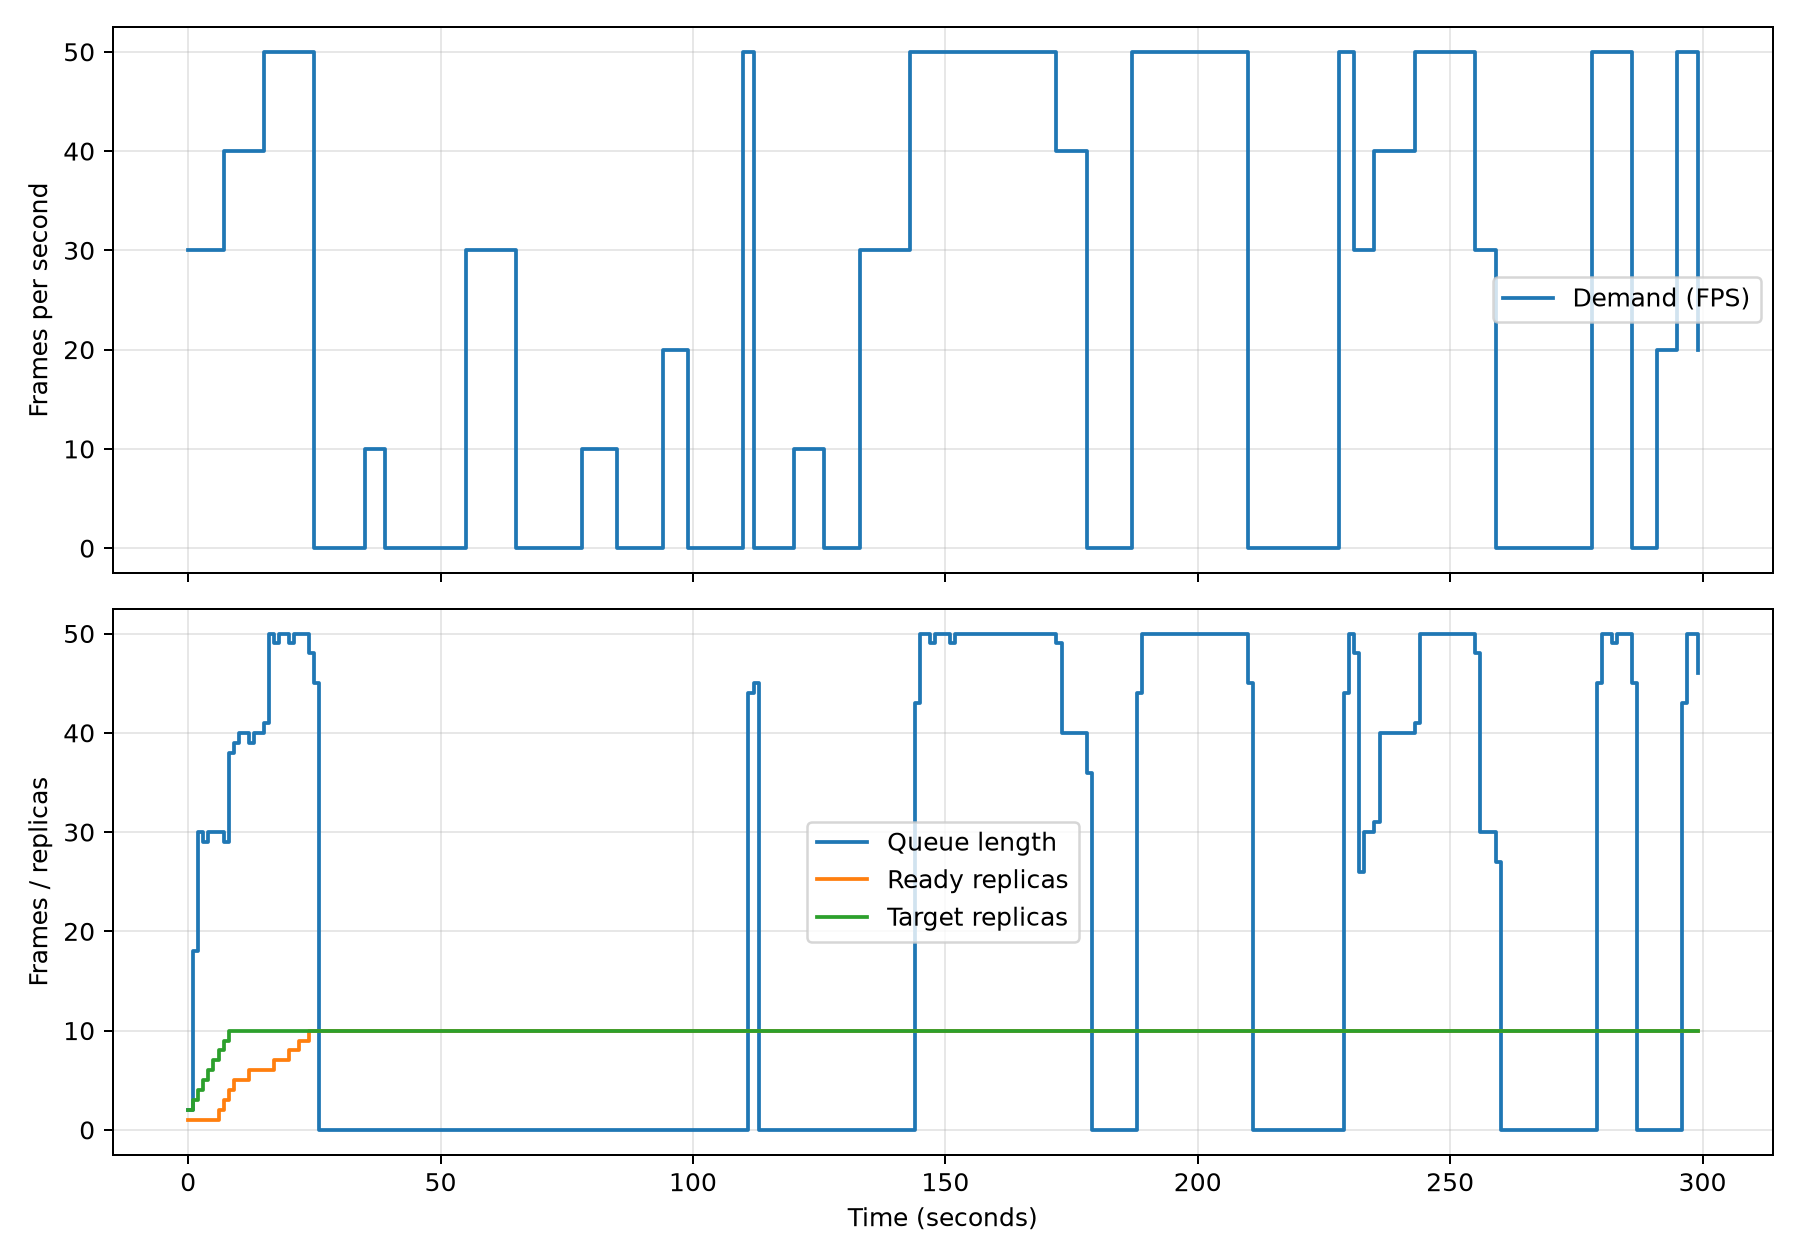 50
40
30
20
10
0
Frames per second
Demand (FPS)
50
40
30
20
10
0
Frames / replicas
Queue length
Ready replicas
Target replicas
0 50 100 150 200 250 300
Time (seconds)